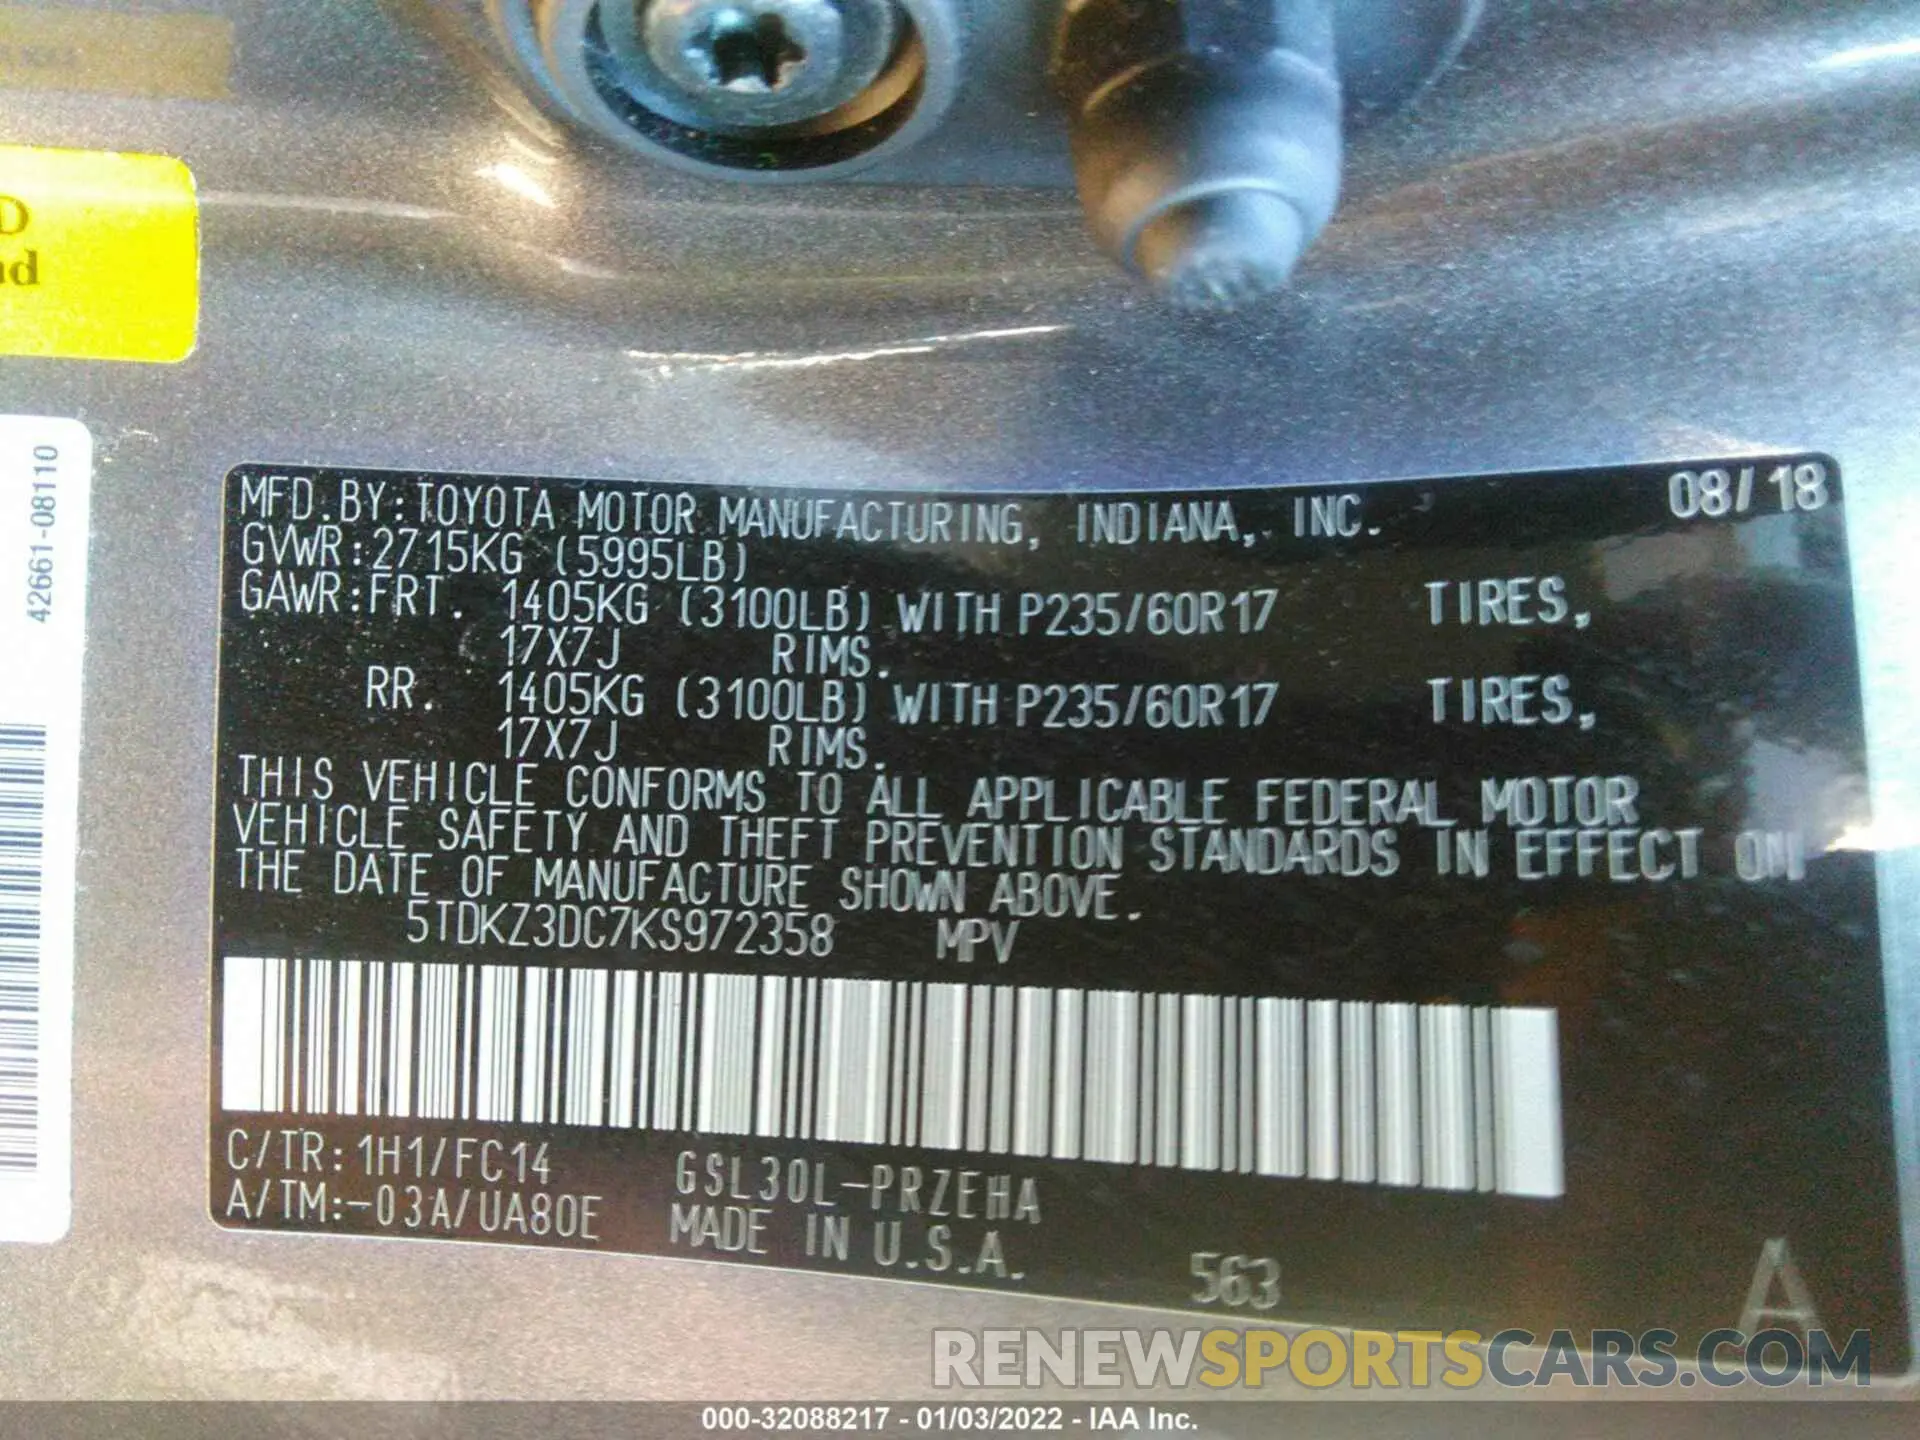 D
ad
42661-08110
MFD.BY:TOYOTA MOTOR MANUFACTURING, INDIANA, INC. 08/18
GVWR:2715KG (5995LB)
GAWR:FRT. 1405KG (3100LB) WITH P235/60R17 TIRES,
17X7J RIMS.
RR. 1405KG (3100LB) WITH P235/60R17 TIRES,
17X7J RIMS.
THIS VEHICLE CONFORMS TO ALL APPLICABLE FEDERAL MOTOR
VEHICLE SAFETY AND THEFT PREVENTION STANDARDS IN EFFECT ON
THE DATE OF MANUFACTURE SHOWN ABOVE.
5TDKZ3DC7KS972358 MPV
C/TR:1H1/FC14 GSL30L-PRZEHA
A/TM:-03A/UA80E MADE IN U.S.A.
563
A
RENEWSPORTSCARS.COM
000-32088217 - 01/03/2022 - IAA Inc.